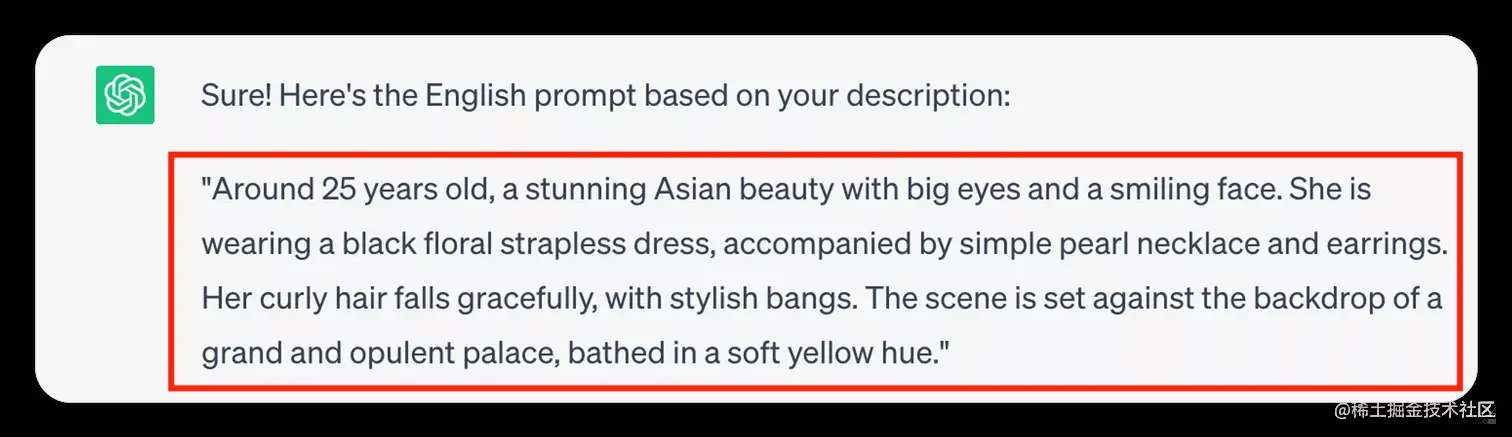 Sure! Here's the English prompt based on your description:
"Around 25 years old, a stunning Asian beauty with big eyes and a smiling face. She is
wearing a black floral strapless dress, accompanied by simple pearl necklace and earrings.
Her curly hair falls gracefully, with stylish bangs. The scene is set against the backdrop of a
grand and opulent palace, bathed in a soft yellow hue."
@稀土掘金技术社区